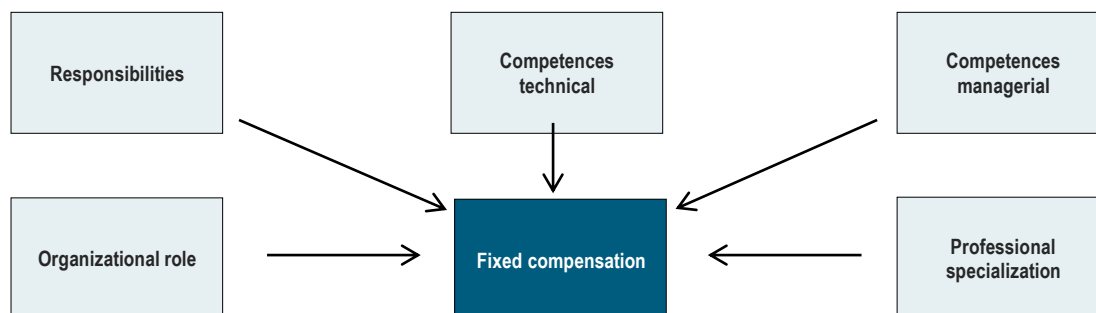 Responsibilities
Competences
technical
Competences
managerial
Organizational role
Fixed compensation
Professional
specialization